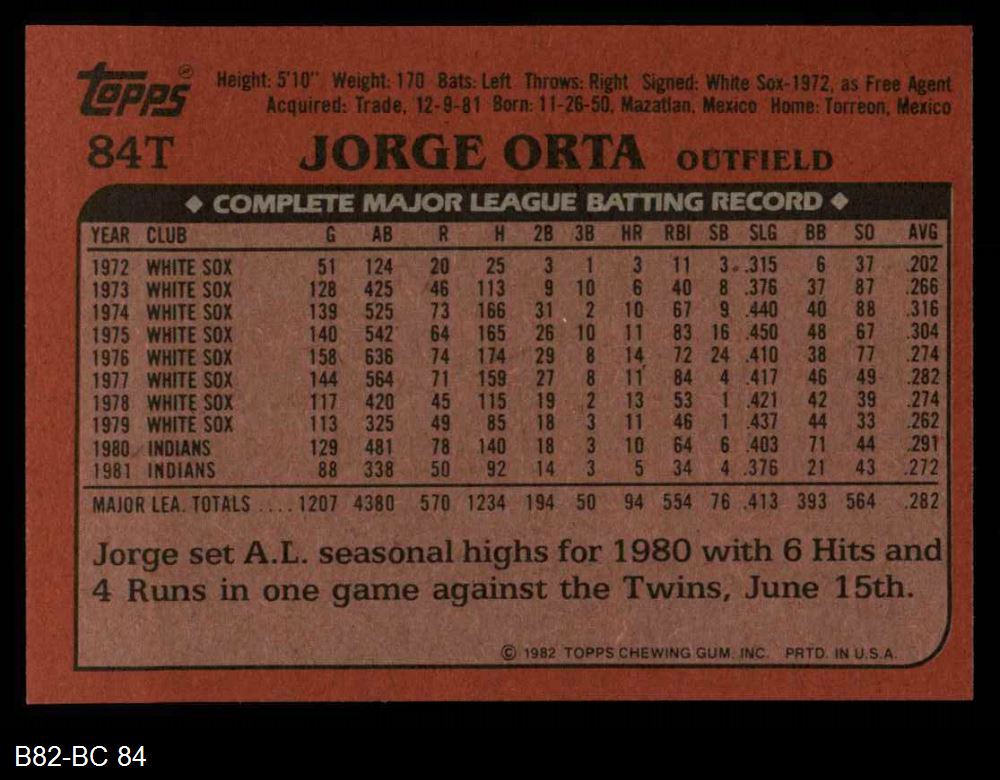 Topps
Height: 5'10" Weight: 170 Bats: Left Throws: Right Signed: White Sox-1972, as Free Agent
Acquired: Trade, 12-9-81 Born: 11-26-50, Mazatlan, Mexico Home: Torreon, Mexico
84T JORGE ORTA OUTFIELD
◆ COMPLETE MAJOR LEAGUE BATTING RECORD ◆
YEAR CLUB G AB R H 2B 3B HR RBI SB SLG BB SO AVG
1972 WHITE SOX 51 124 20 25 3 1 3 11 3 .315 6 37 .202
1973 WHITE SOX 128 425 46 113 9 10 6 40 8 .376 37 87 .266
1974 WHITE SOX 139 525 73 166 31 2 10 67 9 .440 40 88 .316
1975 WHITE SOX 140 542 64 165 26 10 11 83 16 .450 48 67 .304
1976 WHITE SOX 158 636 74 174 29 8 14 72 24 .410 38 77 .274
1977 WHITE SOX 144 564 71 159 27 8 11 84 4 .417 46 49 .282
1978 WHITE SOX 117 420 45 115 19 2 13 53 1 .421 42 39 .274
1979 WHITE SOX 113 325 49 85 18 3 11 46 1 .437 44 33 .262
1980 INDIANS 129 481 78 140 18 3 10 64 6 .403 71 44 .291
1981 INDIANS 88 338 50 92 14 3 5 34 4 .376 21 43 .272
MAJOR LEA. TOTALS .... 1207 4380 570 1234 194 50 94 554 76 .413 393 564 .282
Jorge set A.L. seasonal highs for 1980 with 6 Hits and
4 Runs in one game against the Twins, June 15th.
© 1982 TOPPS CHEWING GUM, INC. PRTD. IN U.S.A.
B82-BC 84